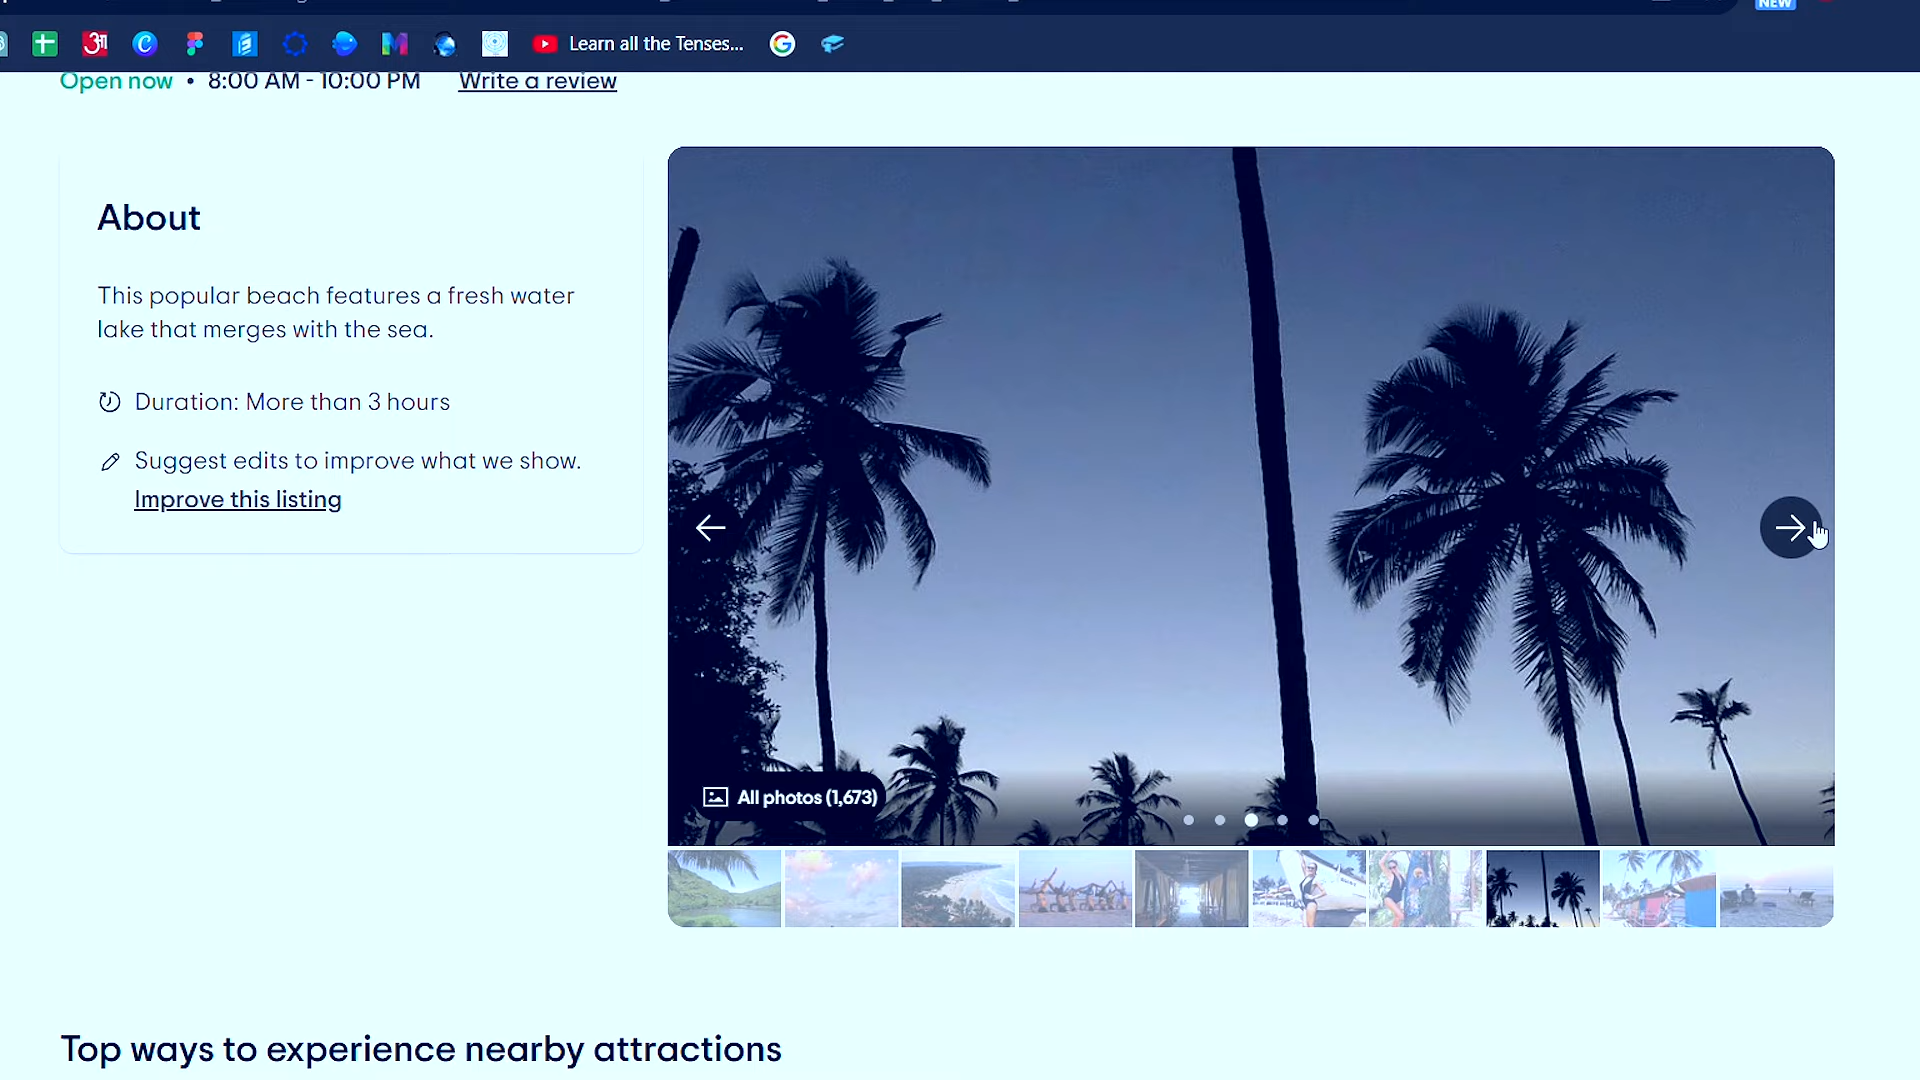 NEW
अ
Learn all the Tenses...
Open now • 8:00 AM - 10:00 PM Write a review
About
This popular beach features a fresh water
lake that merges with the sea.
Duration: More than 3 hours
Suggest edits to improve what we show.
Improve this listing
All photos (1,673)
Top ways to experience nearby attractions